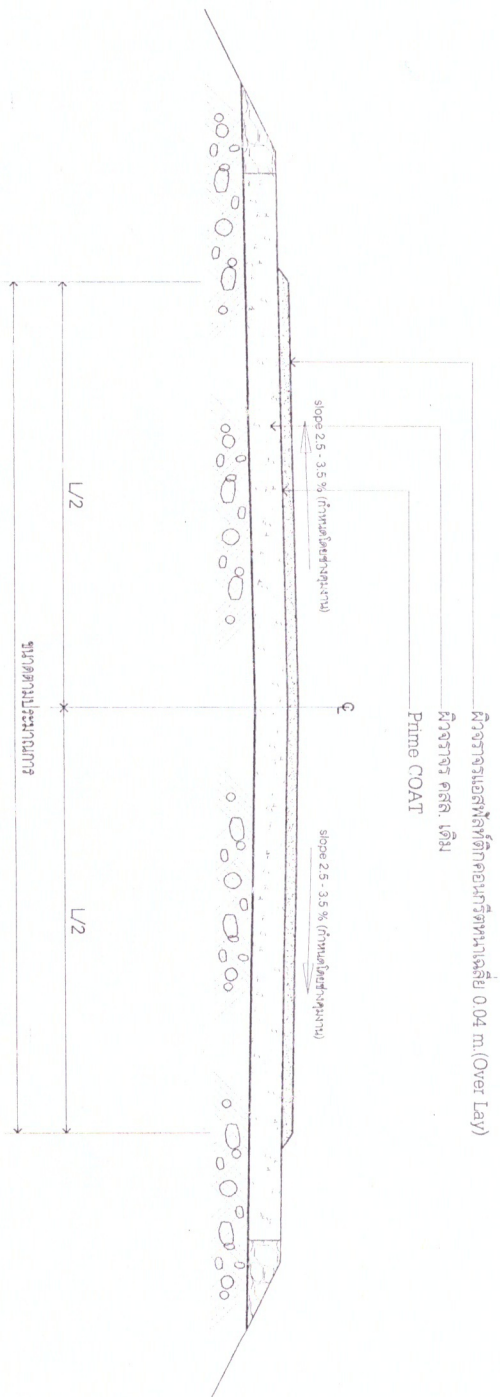 ผิวจราจรแอสฟัลท์ติกคอนกรีตหนาเฉลี่ย 0.04 m.(Over Lay)
ผิวจราจร คสล. เดิม
Prime COAT
slope 2.5 - 3.5 % (กำหนดโดยช่างคุมงาน)
slope 2.5 - 3.5 % (กำหนดโดยช่างคุมงาน)
L/2
L/2
ขนาดตามประมาณการ